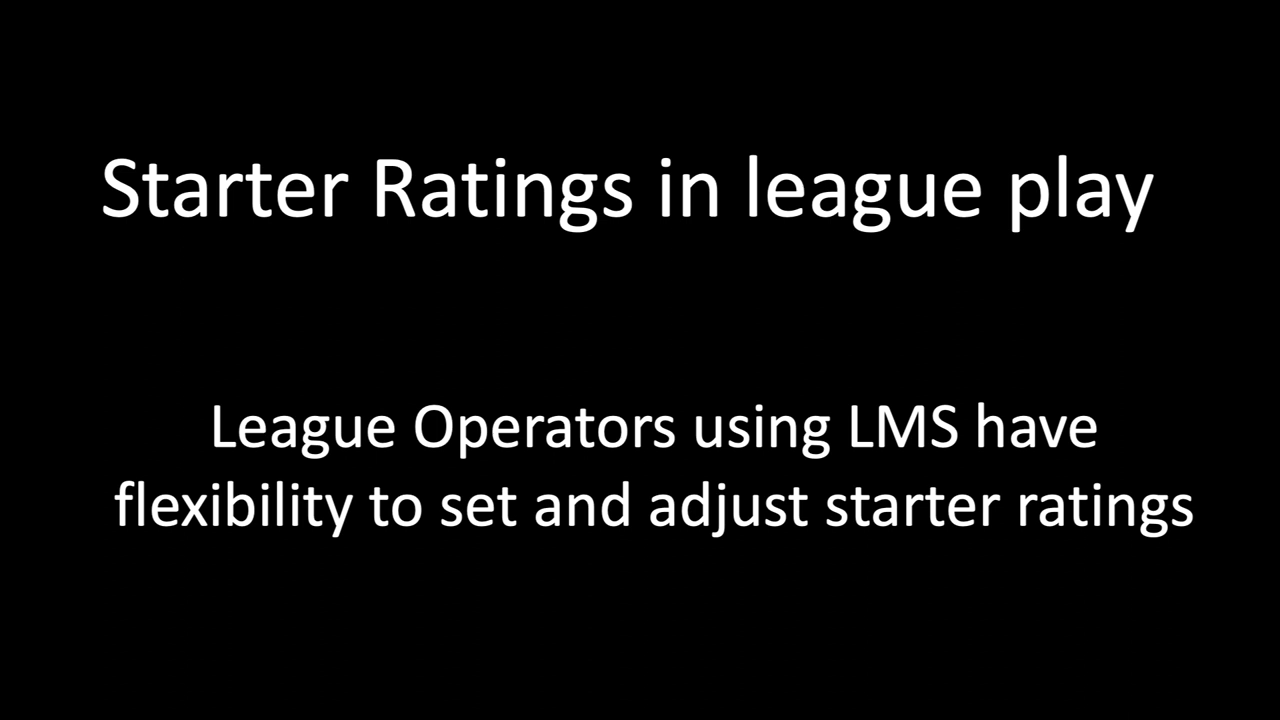 Starter Ratings in league play
League Operators using LMS have
flexibility to set and adjust starter ratings